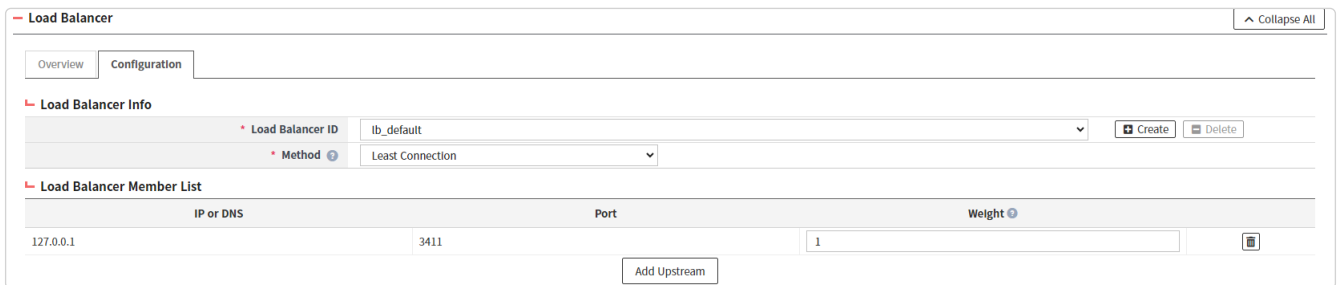 Load Balancer
Collapse All
Overview
Configuration
Load Balancer Info
* Load Balancer ID
lb_default
Create
Delete
* Method
Least Connection
Load Balancer Member List
IP or DNS
Port
Weight
127.0.0.1
3411
1
Add Upstream